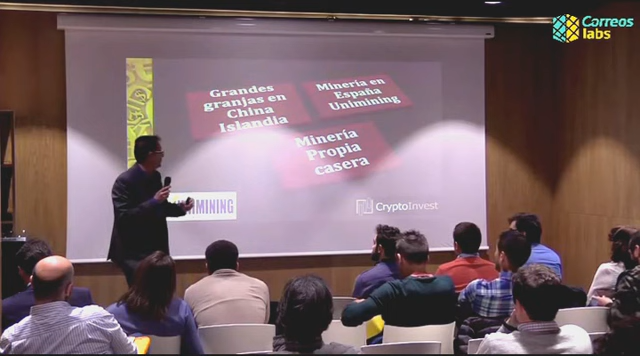 Correos
labs
Grandes
granjas en
China
Islandia
Minería en
España
Unimining
Minería
Propia
casera
UNIMINING
CryptoInvest